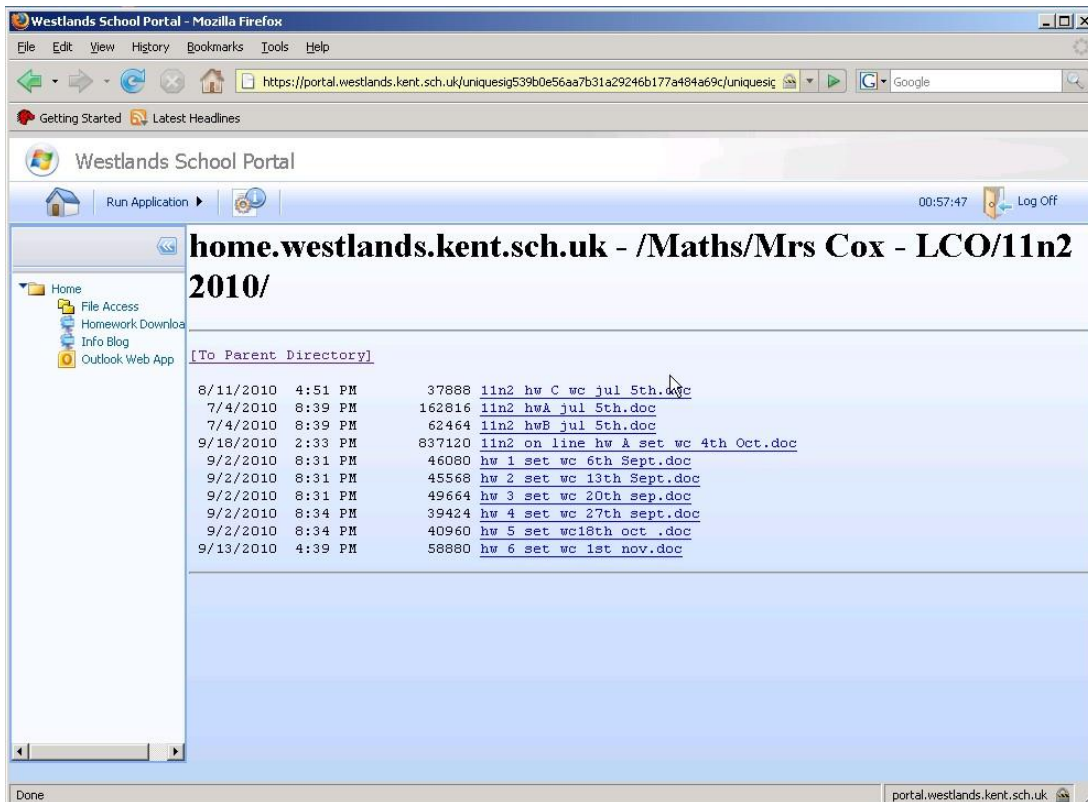 Westlands School Portal - Mozilla Firefox
File Edit View History Bookmarks Tools Help
https://portal.westlands.kent.sch.uk/uniquesig539b0e56aa7b31a29246b177a484a69c/uniquesig G Google
Getting Started Latest Headlines
Westlands School Portal
Run Application 00:57:47 Log Off
home.westlands.kent.sch.uk - /Maths/Mrs Cox - LCO/11n2
2010/
Home
File Access
Homework Downloa
Info Blog
Outlook Web App
[To Parent Directory]
8/11/2010 4:51 PM 37888 11n2 hw C wc jul 5th.doc
7/4/2010 8:39 PM 162816 11n2 hwA jul 5th.doc
7/4/2010 8:39 PM 62464 11n2 hwB jul 5th.doc
9/18/2010 2:33 PM 837120 11n2 on line hw A set wc 4th Oct.doc
9/2/2010 8:31 PM 46080 hw 1 set wc 6th Sept.doc
9/2/2010 8:31 PM 45568 hw 2 set wc 13th Sept.doc
9/2/2010 8:31 PM 49664 hw 3 set wc 20th sep.doc
9/2/2010 8:34 PM 39424 hw 4 set wc 27th sept.doc
9/2/2010 8:34 PM 40960 hw 5 set wc18th oct .doc
9/13/2010 4:39 PM 58880 hw 6 set wc 1st nov.doc
Done portal.westlands.kent.sch.uk